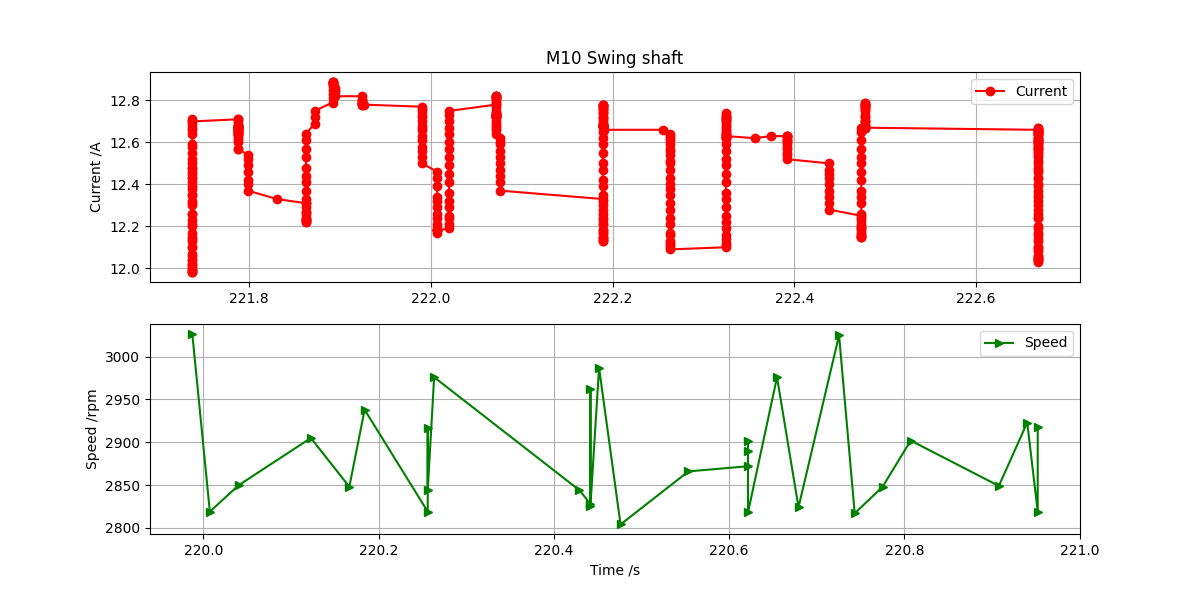 M10 Swing shaft
Current /A
12.8
12.6
12.4
12.2
12.0
Current
221.8 222.0 222.2 222.4 222.6
Speed /rpm
3000
2950
2900
2850
2800
Speed
220.0 220.2 220.4 220.6 220.8 221.0
Time /s